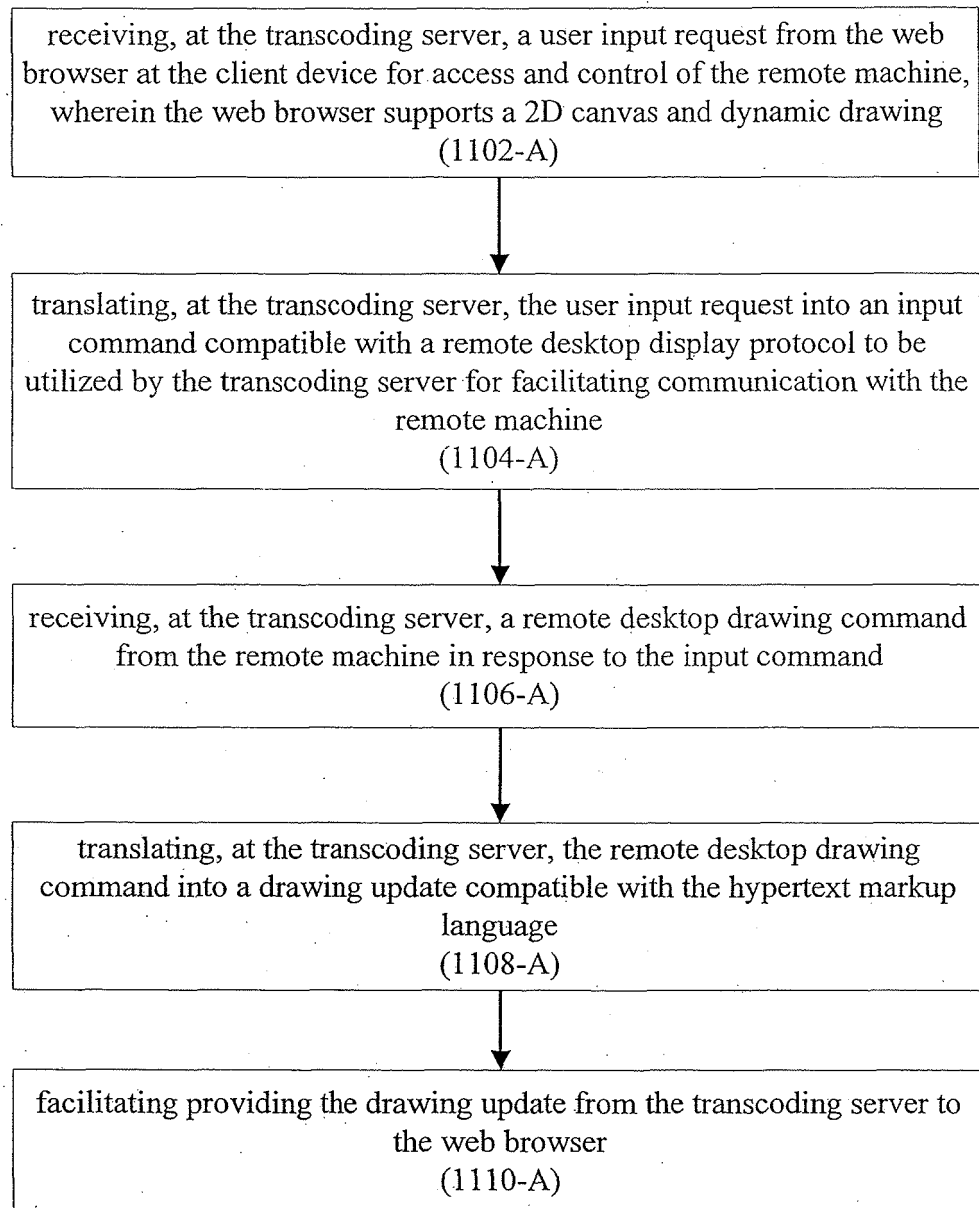 receiving, at the transcoding server, a user input request from the web
browser at the client device for access and control of the remote machine,
wherein the web browser supports a 2D canvas and dynamic drawing
(1102-A)
translating, at the transcoding server, the user input request into an input
command compatible with a remote desktop display protocol to be
utilized by the transcoding server for facilitating communication with the
remote machine
(1104-A)
receiving, at the transcoding server, a remote desktop drawing command
from the remote machine in response to the input command
(1106-A)
translating, at the transcoding server, the remote desktop drawing
command into a drawing update compatible with the hypertext markup
language
(1108-A)
facilitating providing the drawing update from the transcoding server to
the web browser
(1110-A)